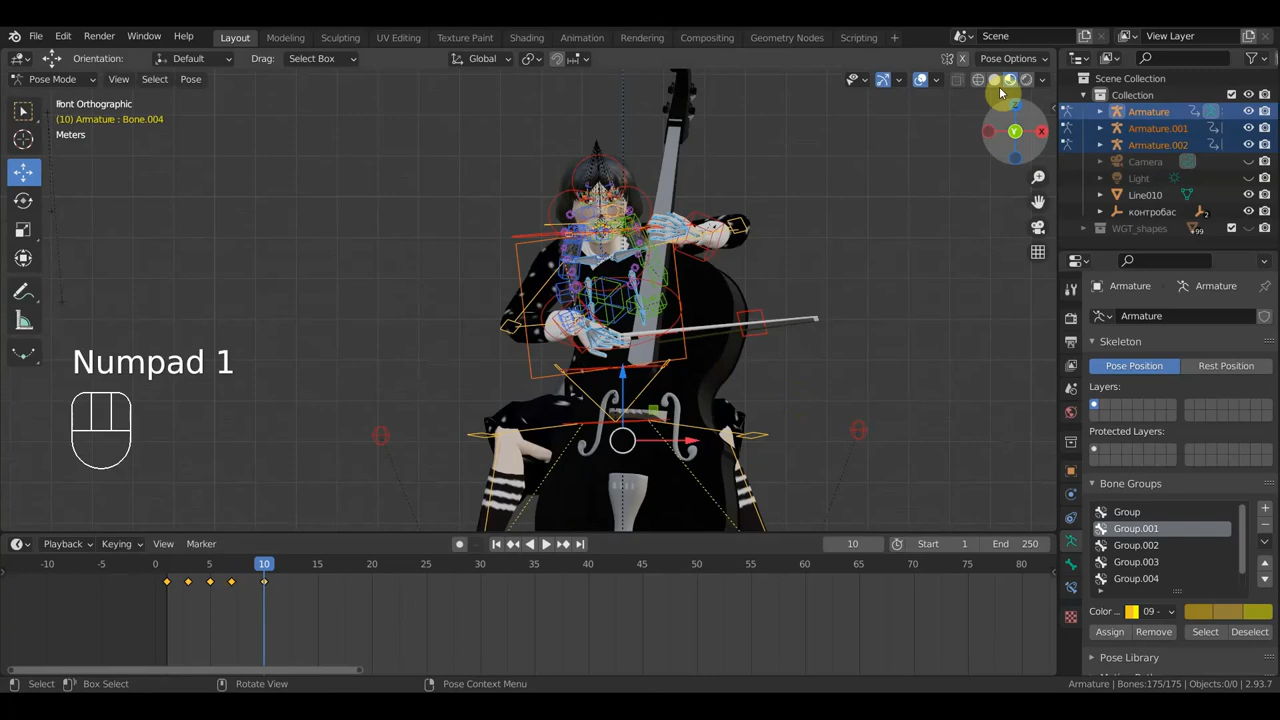 File Edit Render Window Help Layout Modeling Sculpting UV Editing Texture Paint Shading Animation Rendering Compositing Geometry Nodes Scripting + Scene View Layer
Orientation: Default Drag: Select Box Global X Pose Options
Pose Mode View Select Pose
Scene Collection
Collection
Armature
Armature.001
Armature.002
Camera
Light
Line010
контробас 2
WGT_shapes 99
Front Orthographic
(10) Armature : Bone.004
Meters
Z
Y
X
Numpad 1
Armature Armature
Armature
Skeleton
Pose Position Rest Position
Layers:
Protected Layers:
Bone Groups
Group
Group.001
Group.002
Group.003
Group.004
Color ... 09 -
Assign Remove Select Deselect
Pose Library
Playback Keying View Marker 10 Start 1 End 250
-10 -5 0 5 10 15 20 25 30 35 40 45 50 55 60 65 70 75 80
Select Box Select Rotate View Pose Context Menu Armature | Bones:175/175 | Objects:0/0 | 2.93.7